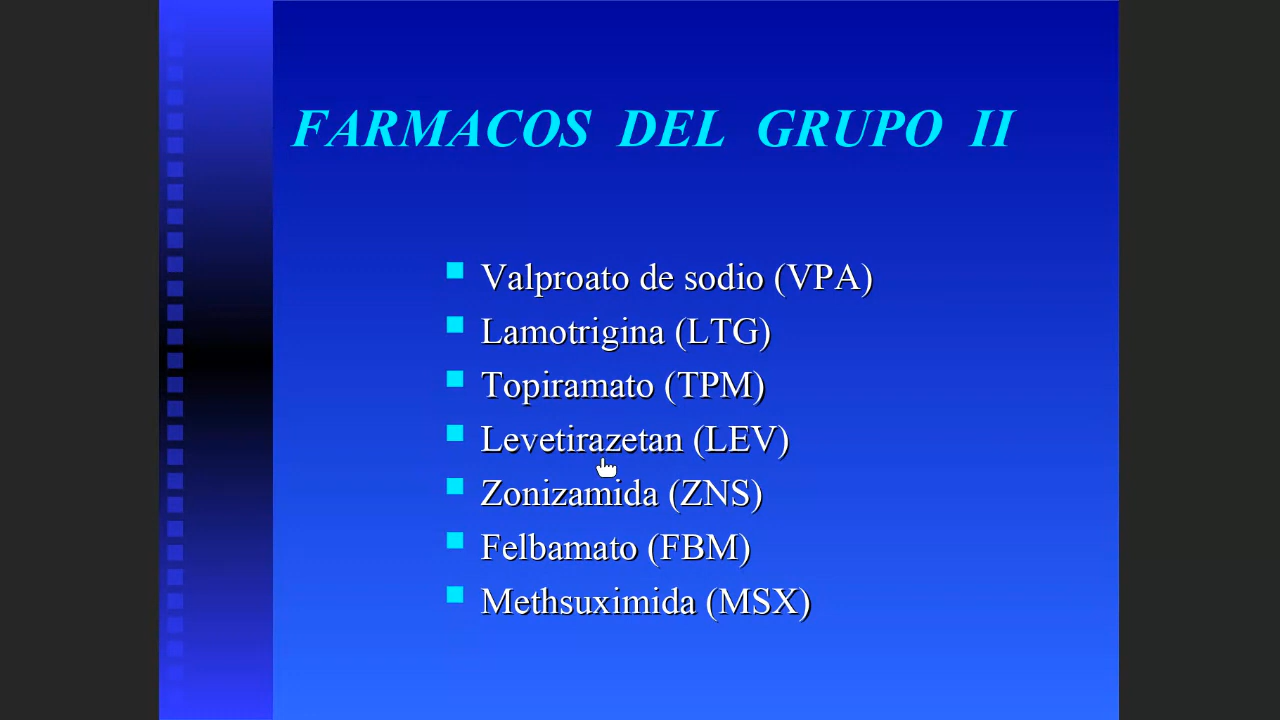 FARMACOS DEL GRUPO II
Valproato de sodio (VPA)
Lamotrigina (LTG)
Topiramato (TPM)
Levetirazetan (LEV)
Zonizamida (ZNS)
Felbamato (FBM)
Methsuximida (MSX)